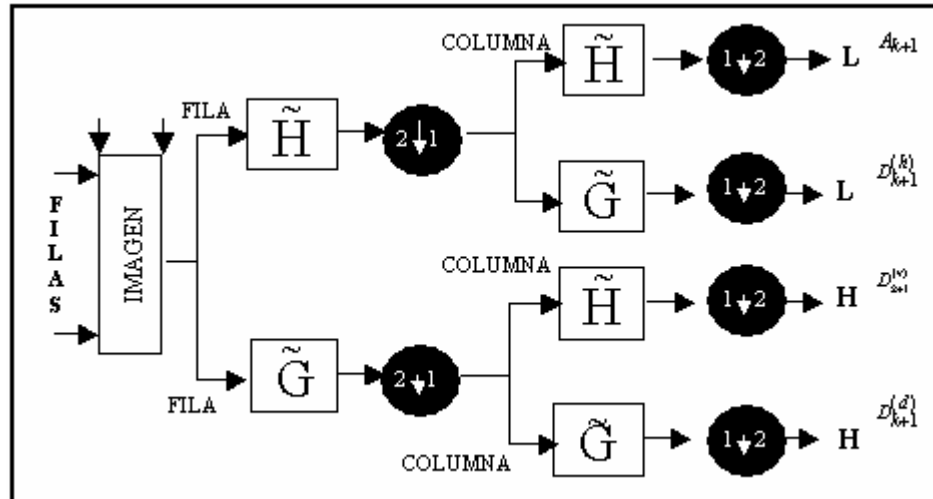 COLUMNA
H̃
1 ↓ 2
L
A_{k+1}
FILA
H̃
2 ↓ 1
G̃
1 ↓ 2
L
D_{k+1}^{(h)}
FILAS
IMAGEN
COLUMNA
H̃
1 ↓ 2
H
FILA
G̃
2 ↓ 1
COLUMNA
G̃
1 ↓ 2
H
D_{k+1}^{(d)}